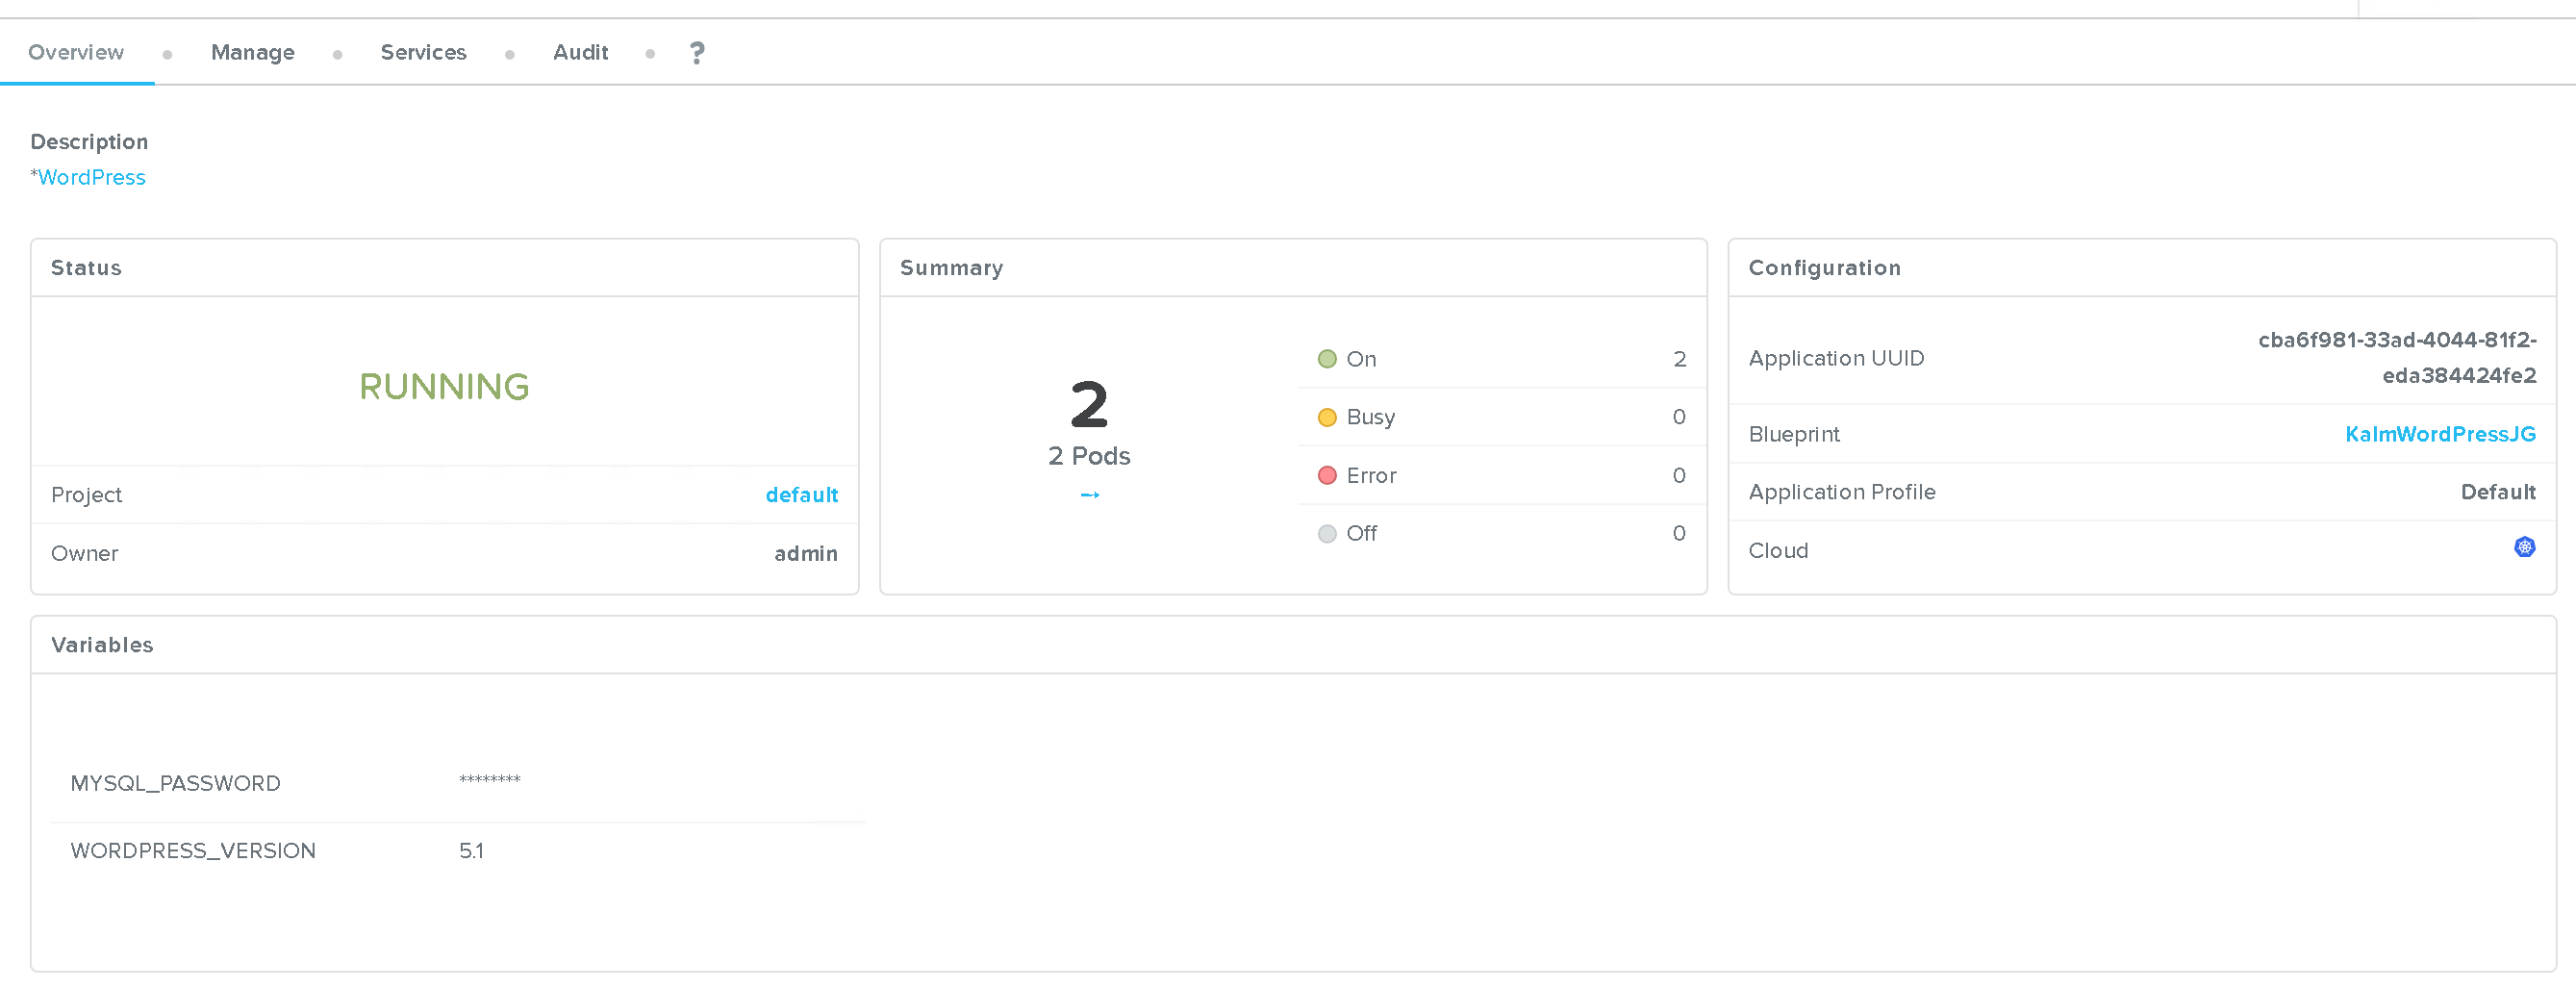 Overview • Manage • Services • Audit • ?
Description
*WordPress
Status
RUNNING
Project default
Owner admin
Summary
2
2 Pods
→
On 2
Busy 0
Error 0
Off 0
Configuration
Application UUID cba6f981-33ad-4044-81f2-
eda384424fe2
Blueprint KalmWordPressJG
Application Profile Default
Cloud
Variables
MYSQL_PASSWORD ********
WORDPRESS_VERSION 5.1